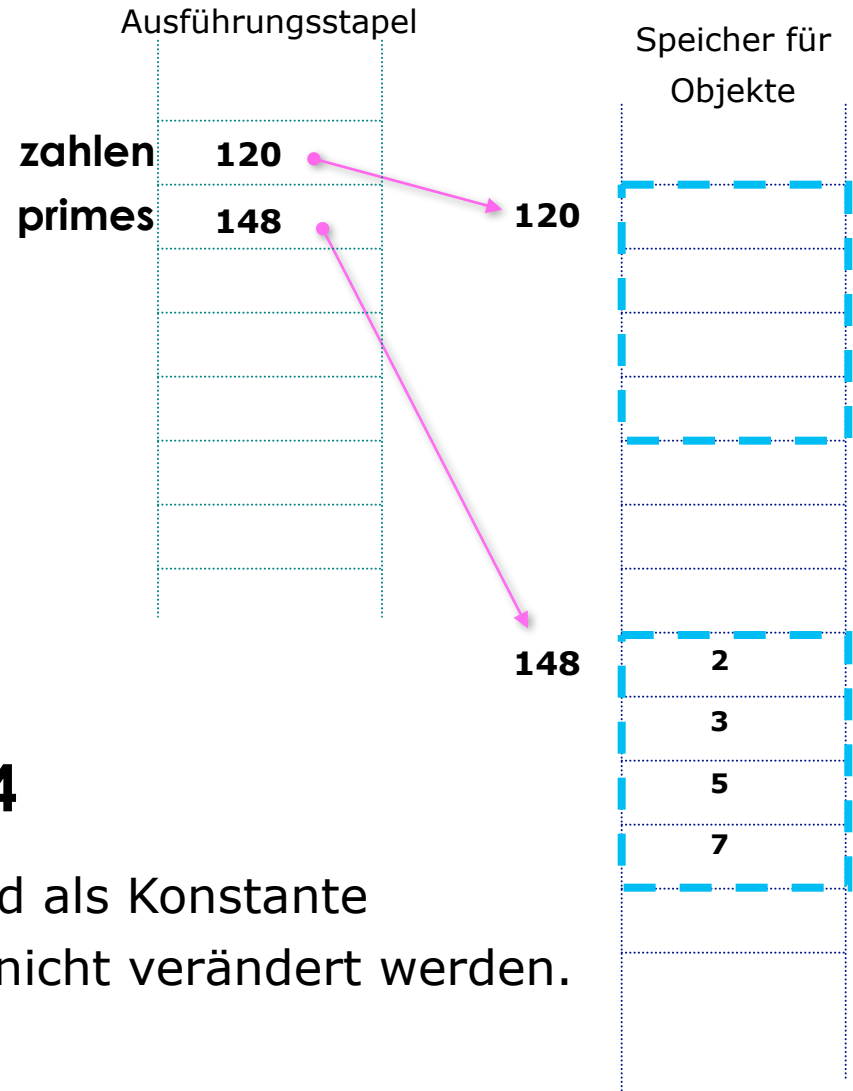 Ausführungsstapel
Speicher für
Objekte
zahlen 120
primes 148
120
148
2
3
5
7
4
d als Konstante
nicht verändert werden.